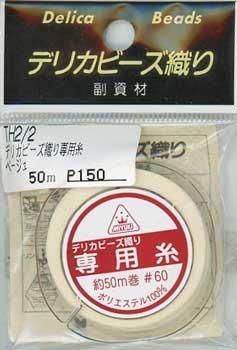 Delica Beads
デリカビーズ織り
副資材
TH2/2
デリカビーズ織り専用糸
ベージュ
50m P150
MIYUKI
デリカビーズ織り
専用糸
約50m巻 #60
ポリエステル100%